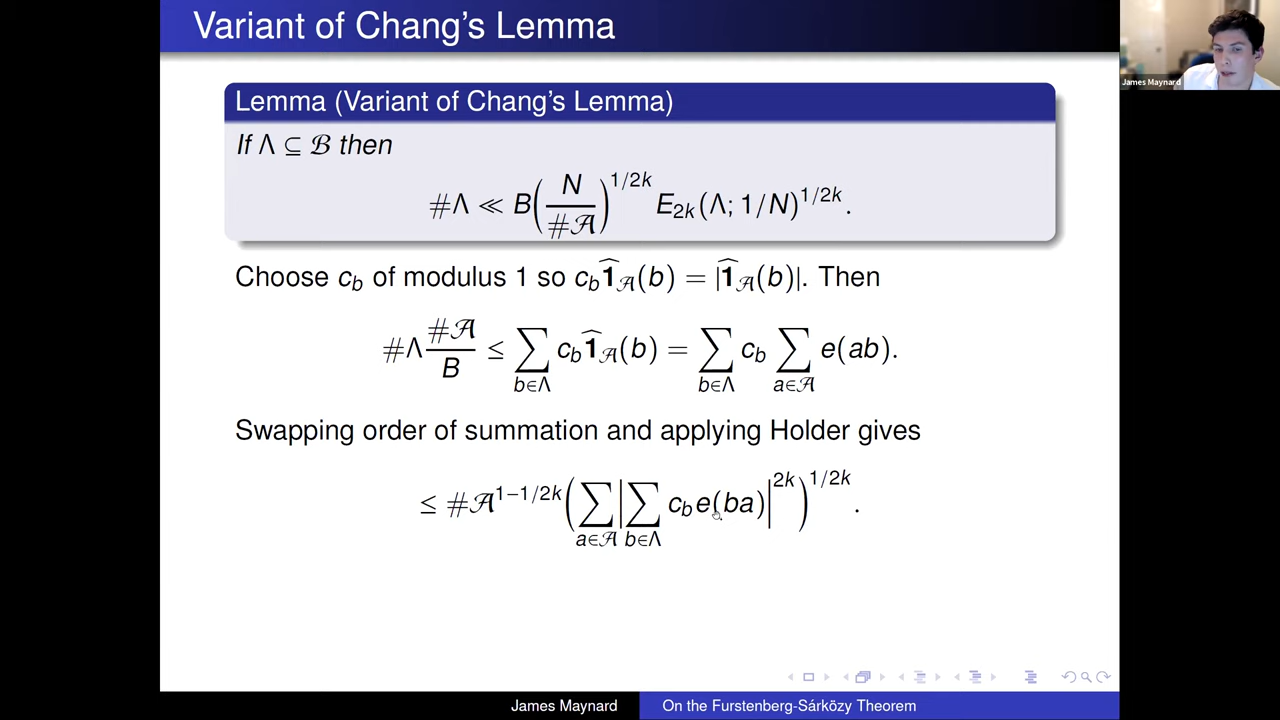 Variant of Chang's Lemma
James Maynard
Lemma (Variant of Chang's Lemma)
If Λ ⊆ ℬ then
#Λ ≪ B(N/#𝒜)^{1/2k} E_{2k}(Λ; 1/N)^{1/2k}.
Choose c_b of modulus 1 so c_b \widehat{1}_𝒜(b) = |\widehat{1}_𝒜(b)|. Then
#Λ #𝒜/B ≤ ∑_{b∈Λ} c_b \widehat{1}_𝒜(b) = ∑_{b∈Λ} c_b ∑_{a∈𝒜} e(ab).
Swapping order of summation and applying Holder gives
≤ #𝒜^{1−1/2k}(∑_{a∈𝒜}|∑_{b∈Λ} c_b e(ba)|^{2k})^{1/2k}.
James Maynard
On the Furstenberg-Sárközy Theorem